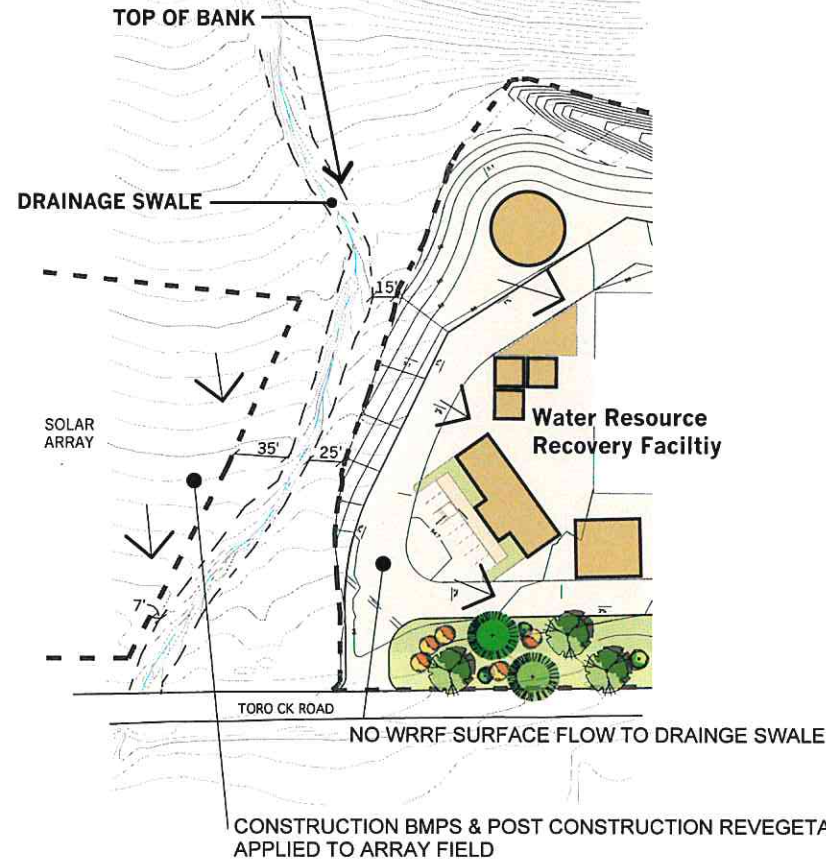 TOP OF BANK
DRAINAGE SWALE
15'
Water Resource
Recovery Faciltiy
SOLAR
ARRAY
35'
25'
7'
TORO CK ROAD
NO WRRF SURFACE FLOW TO DRAINGE SWALE
CONSTRUCTION BMPS & POST CONSTRUCTION REVEGETA
APPLIED TO ARRAY FIELD